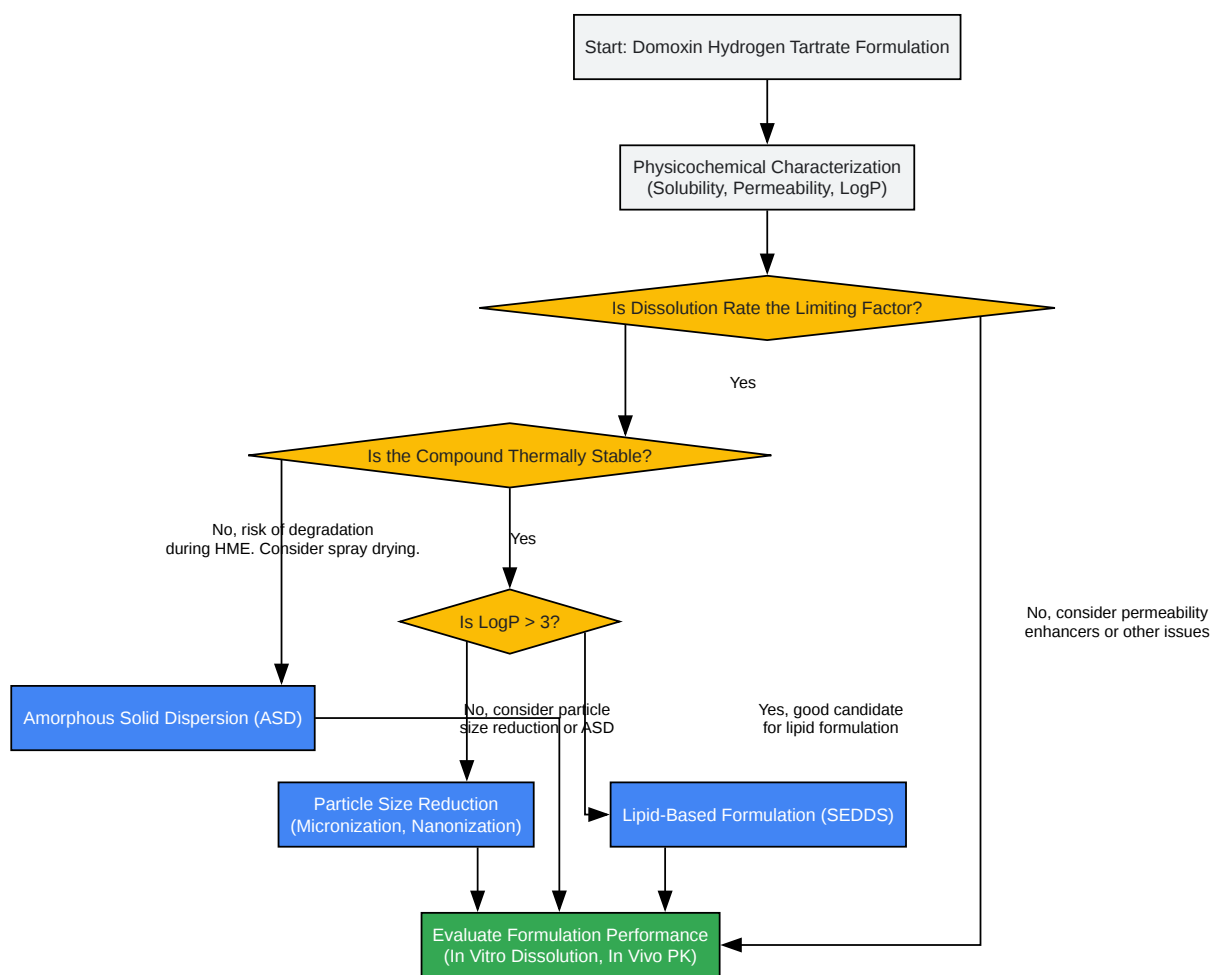 Start: Domoxin Hydrogen Tartrate Formulation
Physicochemical Characterization
(Solubility, Permeability, LogP)
Is Dissolution Rate the Limiting Factor?
Yes
Is the Compound Thermally Stable?
No, risk of degradation
during HME. Consider spray drying.
Yes
Is LogP > 3?
No, consider permeability
enhancers or other issues
Amorphous Solid Dispersion (ASD)
No, consider particle
size reduction or ASD
Yes, good candidate
for lipid formulation
Particle Size Reduction
(Micronization, Nanonization)
Lipid-Based Formulation (SEDDS)
Evaluate Formulation Performance
(In Vitro Dissolution, In Vivo PK)